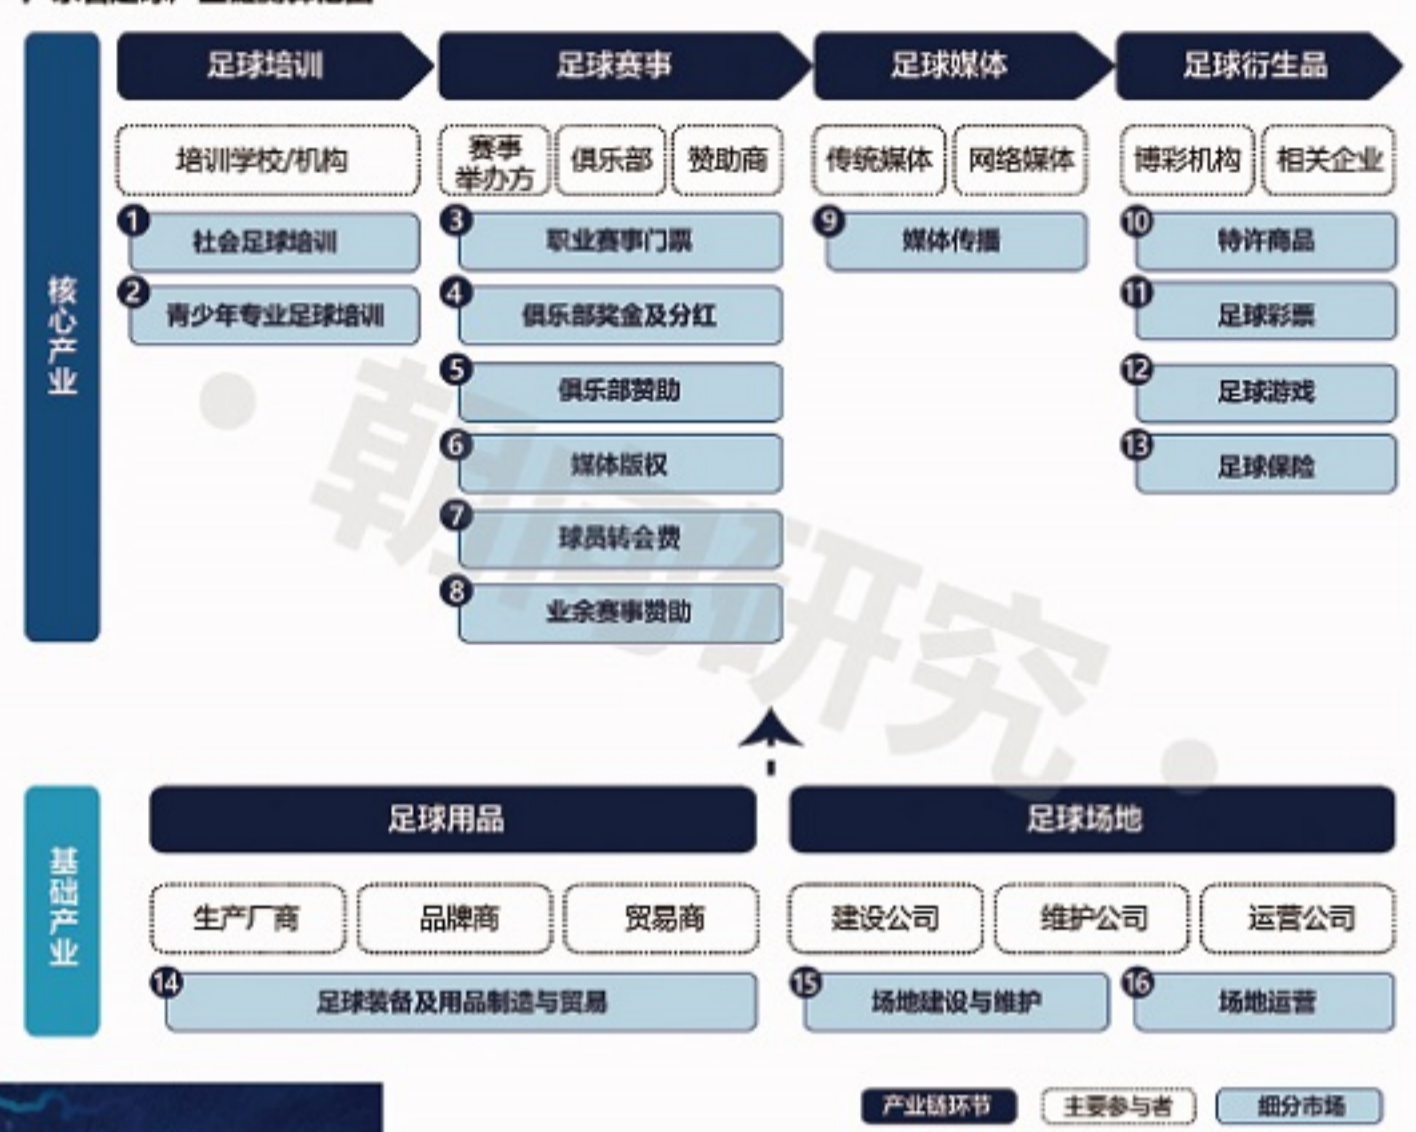 足球培训
足球赛事
足球媒体
足球衍生品
核心产业
培训学校/机构
赛事
举办方
俱乐部
赞助商
传统媒体
网络媒体
博彩机构
相关企业
1 社会足球培训
2 青少年专业足球培训
3 职业赛事门票
4 俱乐部奖金及分红
5 俱乐部赞助
6 媒体版权
7 球员转会费
8 业余赛事赞助
9 媒体传播
10 特许商品
11 足球彩票
12 足球游戏
13 足球保险
基础产业
足球用品
足球场地
生产厂商
品牌商
贸易商
建设公司
维护公司
运营公司
14 足球装备及用品制造与贸易
15 场地建设与维护
16 场地运营
产业链环节
主要参与者
细分市场